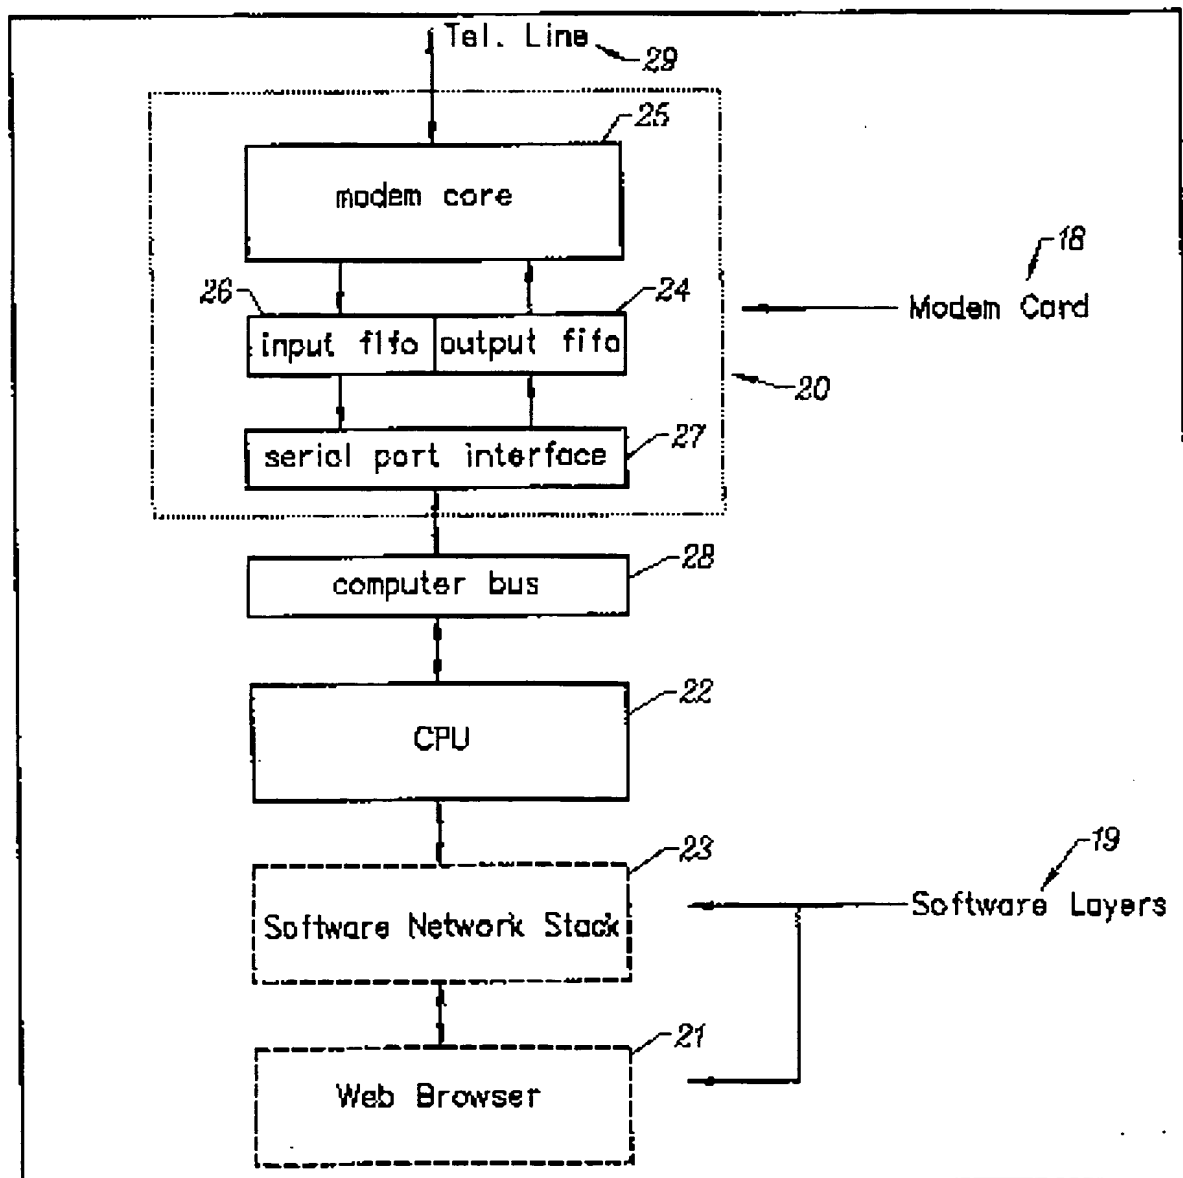 Tel. Line
29
25
modem core
18
26
24
Modem Card
input fifo
output fifo
20
27
serial port interface
28
computer bus
22
CPU
23
19
Software Network Stack
Software Layers
21
Web Browser